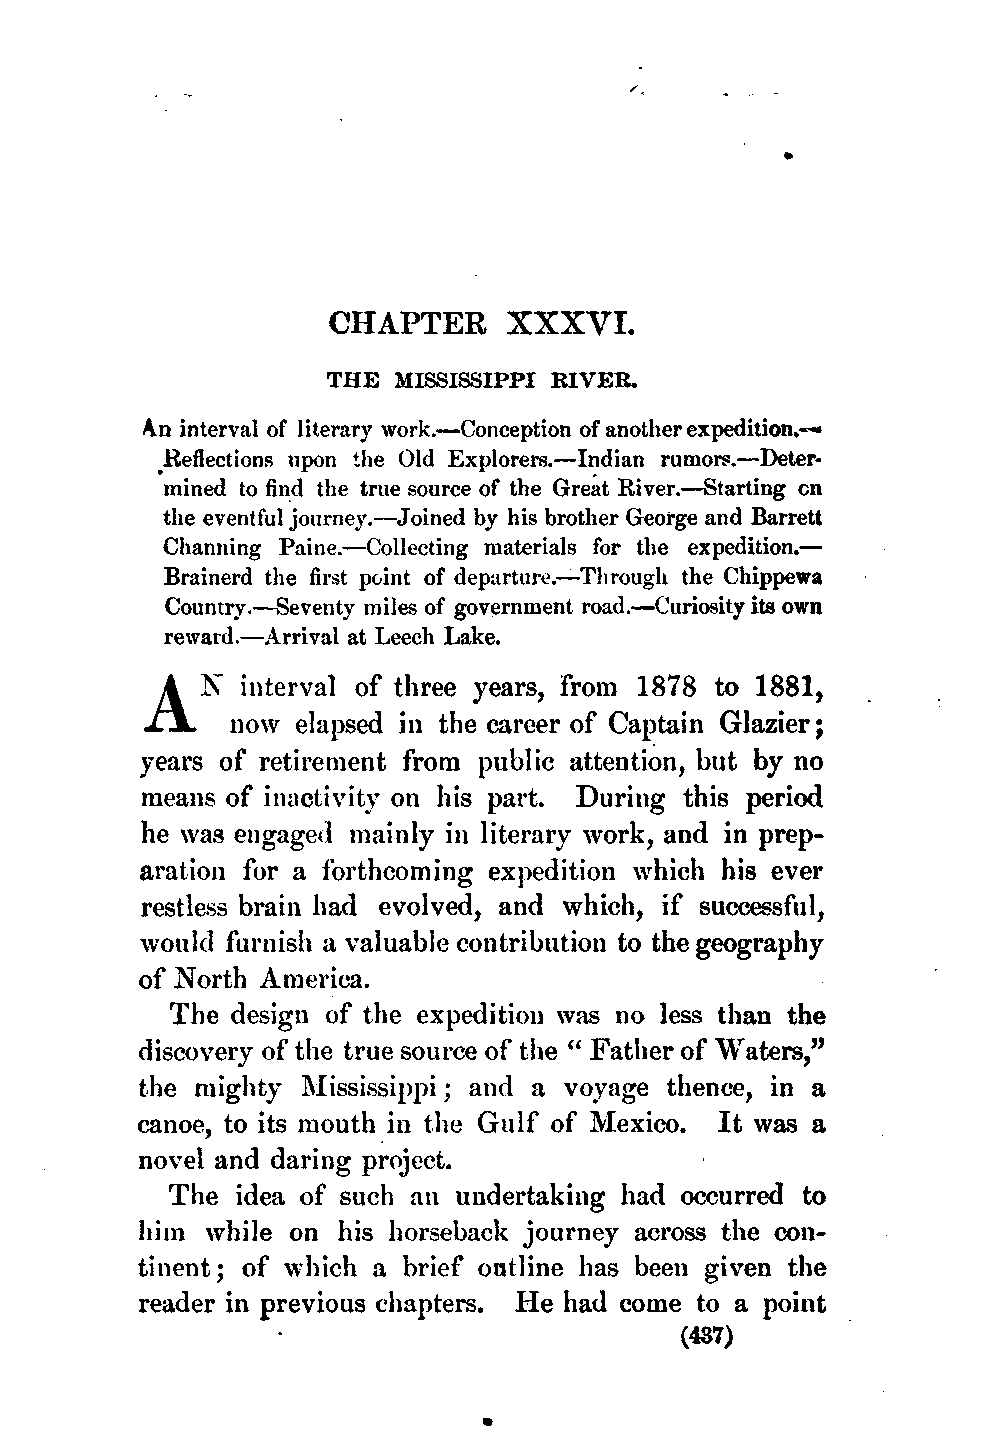 CHAPTER XXXVI.
THE MISSISSIPPI RIVER.
An interval of literary work.—Conception of another expedition.—
Reflections upon the Old Explorers.—Indian rumors.—Deter-
mined to find the true source of the Great River.—Starting on
the eventful journey.—Joined by his brother George and Barrett
Channing Paine.—Collecting materials for the expedition.—
Brainerd the first point of departure.—Through the Chippewa
Country.—Seventy miles of government road.—Curiosity its own
reward.—Arrival at Leech Lake.
AN interval of three years, from 1878 to 1881,
now elapsed in the career of Captain Glazier;
years of retirement from public attention, but by no
means of inactivity on his part. During this period
he was engaged mainly in literary work, and in prep-
aration for a forthcoming expedition which his ever
restless brain had evolved, and which, if successful,
would furnish a valuable contribution to the geography
of North America.
The design of the expedition was no less than the
discovery of the true source of the “ Father of Waters,”
the mighty Mississippi; and a voyage thence, in a
canoe, to its mouth in the Gulf of Mexico. It was a
novel and daring project.
The idea of such an undertaking had occurred to
him while on his horseback journey across the con-
tinent; of which a brief outline has been given the
reader in previous chapters. He had come to a point
(437)